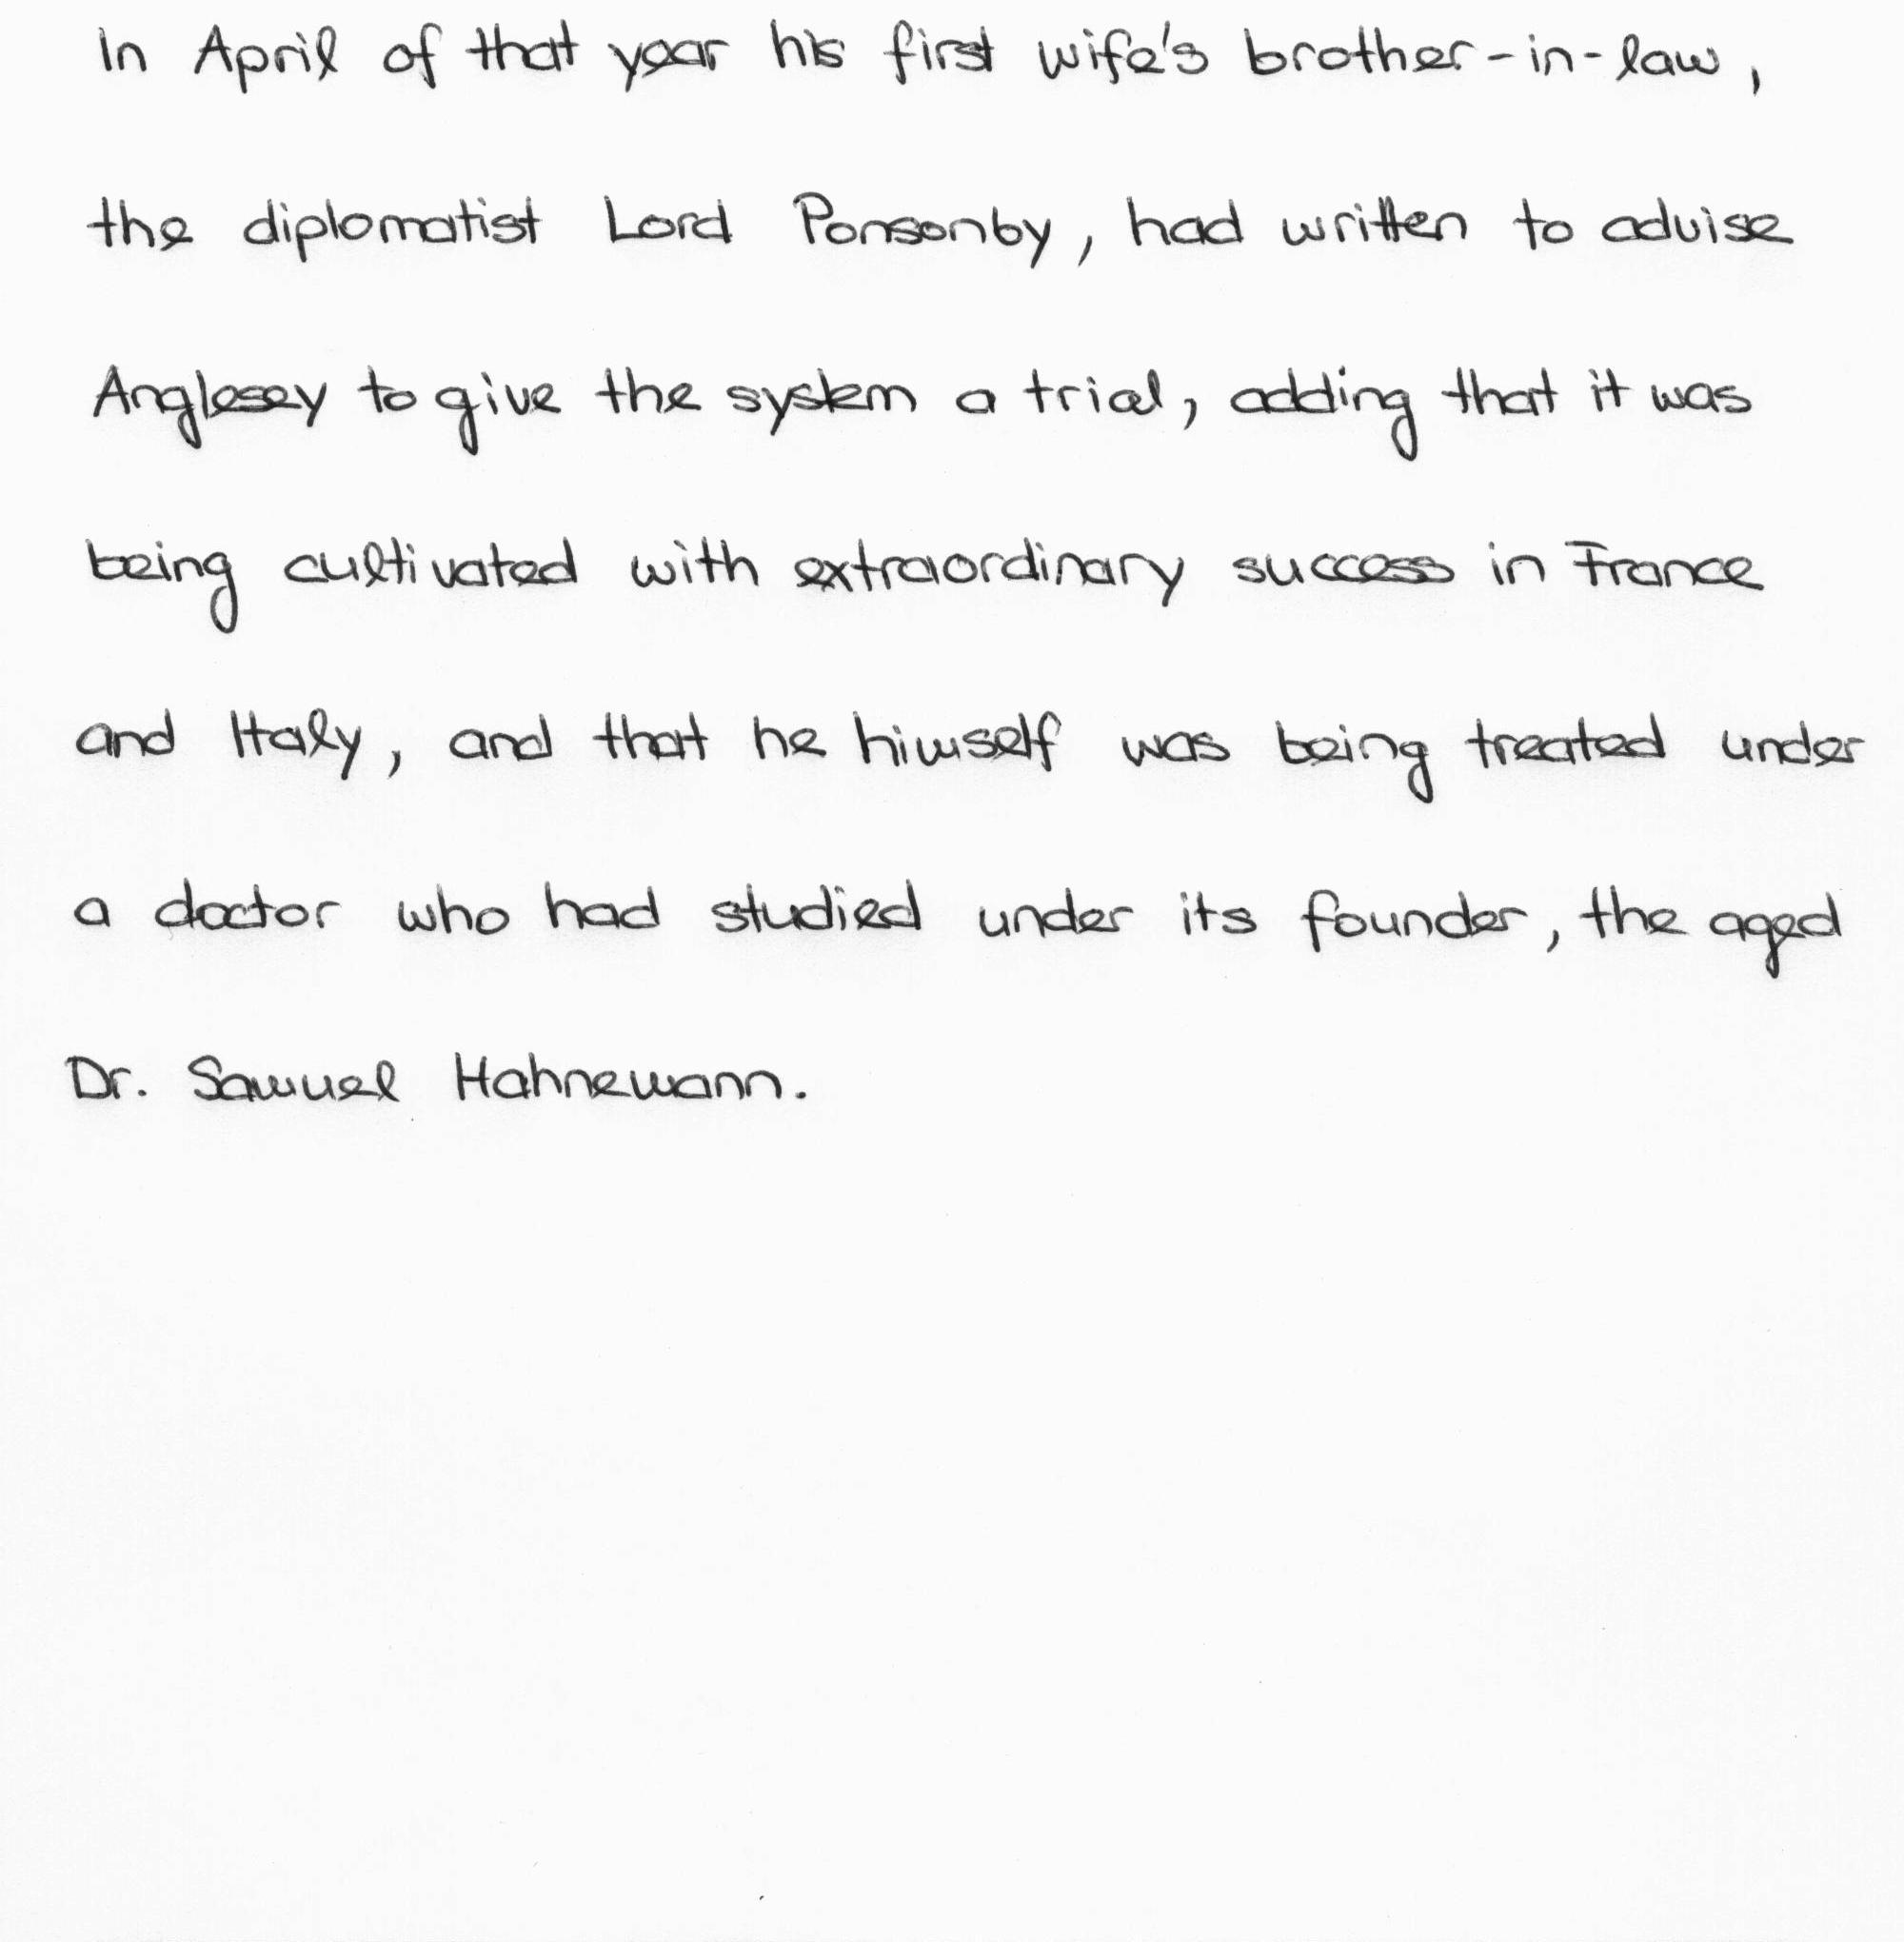 In April of that year his first wife's brother-in-law,
the diplomatist Lord Ponsonby, had written to advise
Anglesey to give the system a trial, adding that it was
being cultivated with extraordinary success in France
and Italy, and that he himself was being treated under
a doctor who had studied under its founder, the aged
Dr. Samuel Hahnemann.